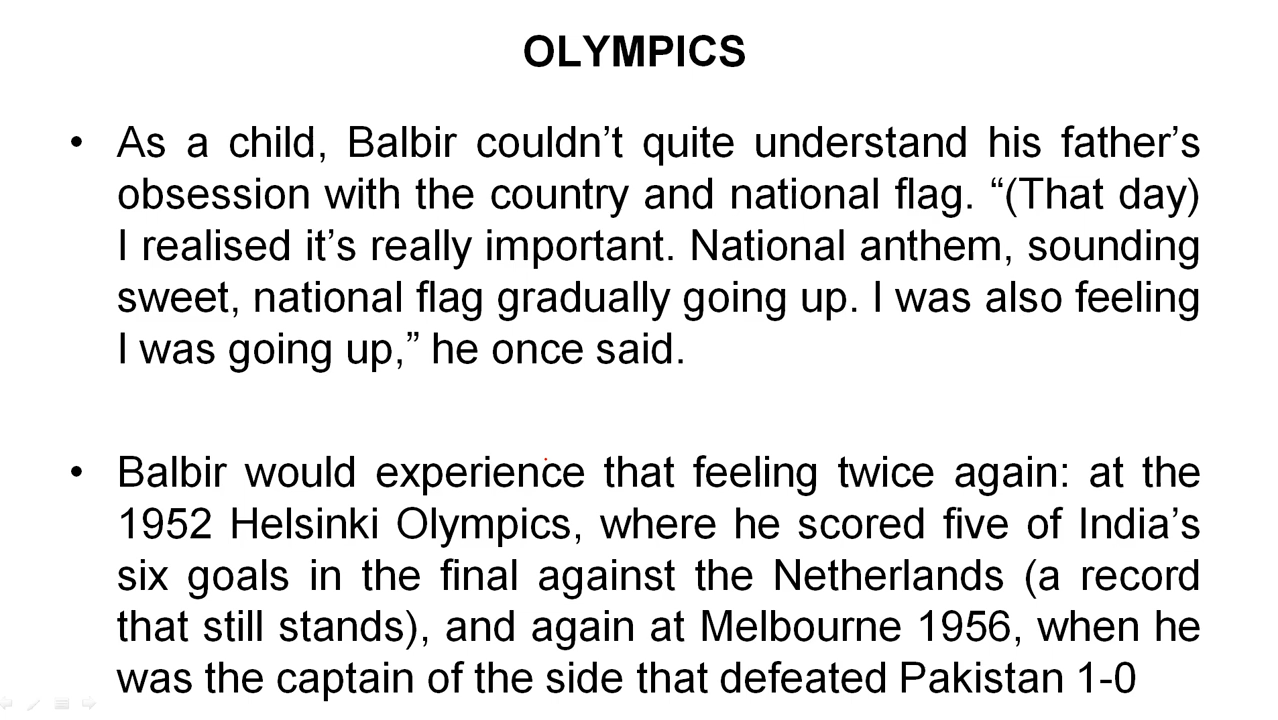 OLYMPICS
• As a child, Balbir couldn’t quite understand his father’s
obsession with the country and national flag. “(That day)
I realised it’s really important. National anthem, sounding
sweet, national flag gradually going up. I was also feeling
I was going up,” he once said.
• Balbir would experience that feeling twice again: at the
1952 Helsinki Olympics, where he scored five of India’s
six goals in the final against the Netherlands (a record
that still stands), and again at Melbourne 1956, when he
was the captain of the side that defeated Pakistan 1-0